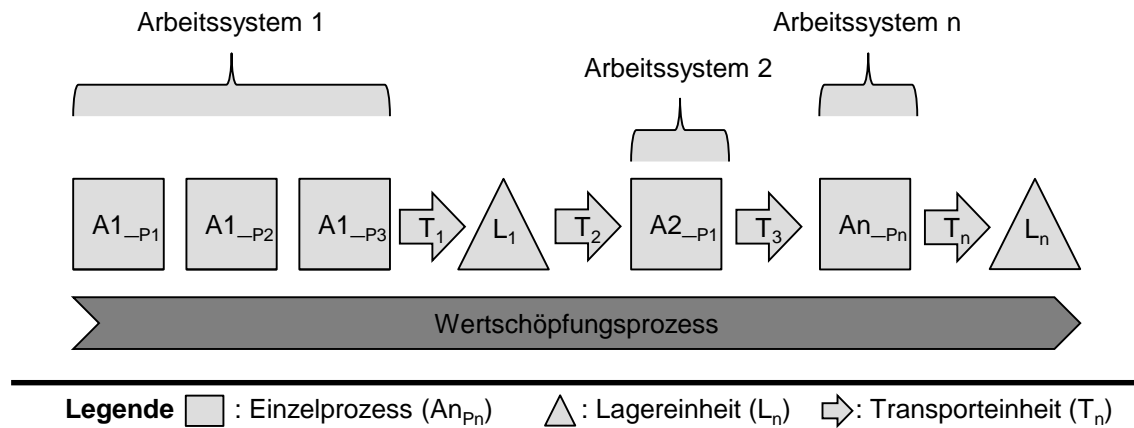 Arbeitssystem 1
Arbeitssystem n
Arbeitssystem 2
A1_P1 A1_P2 A1_P3 T1 L1 T2 A2_P1 T3 An_Pn Tn Ln
Wertschöpfungsprozess
Legende : Einzelprozess (AnPn) : Lagereinheit (Ln) : Transporteinheit (Tn)